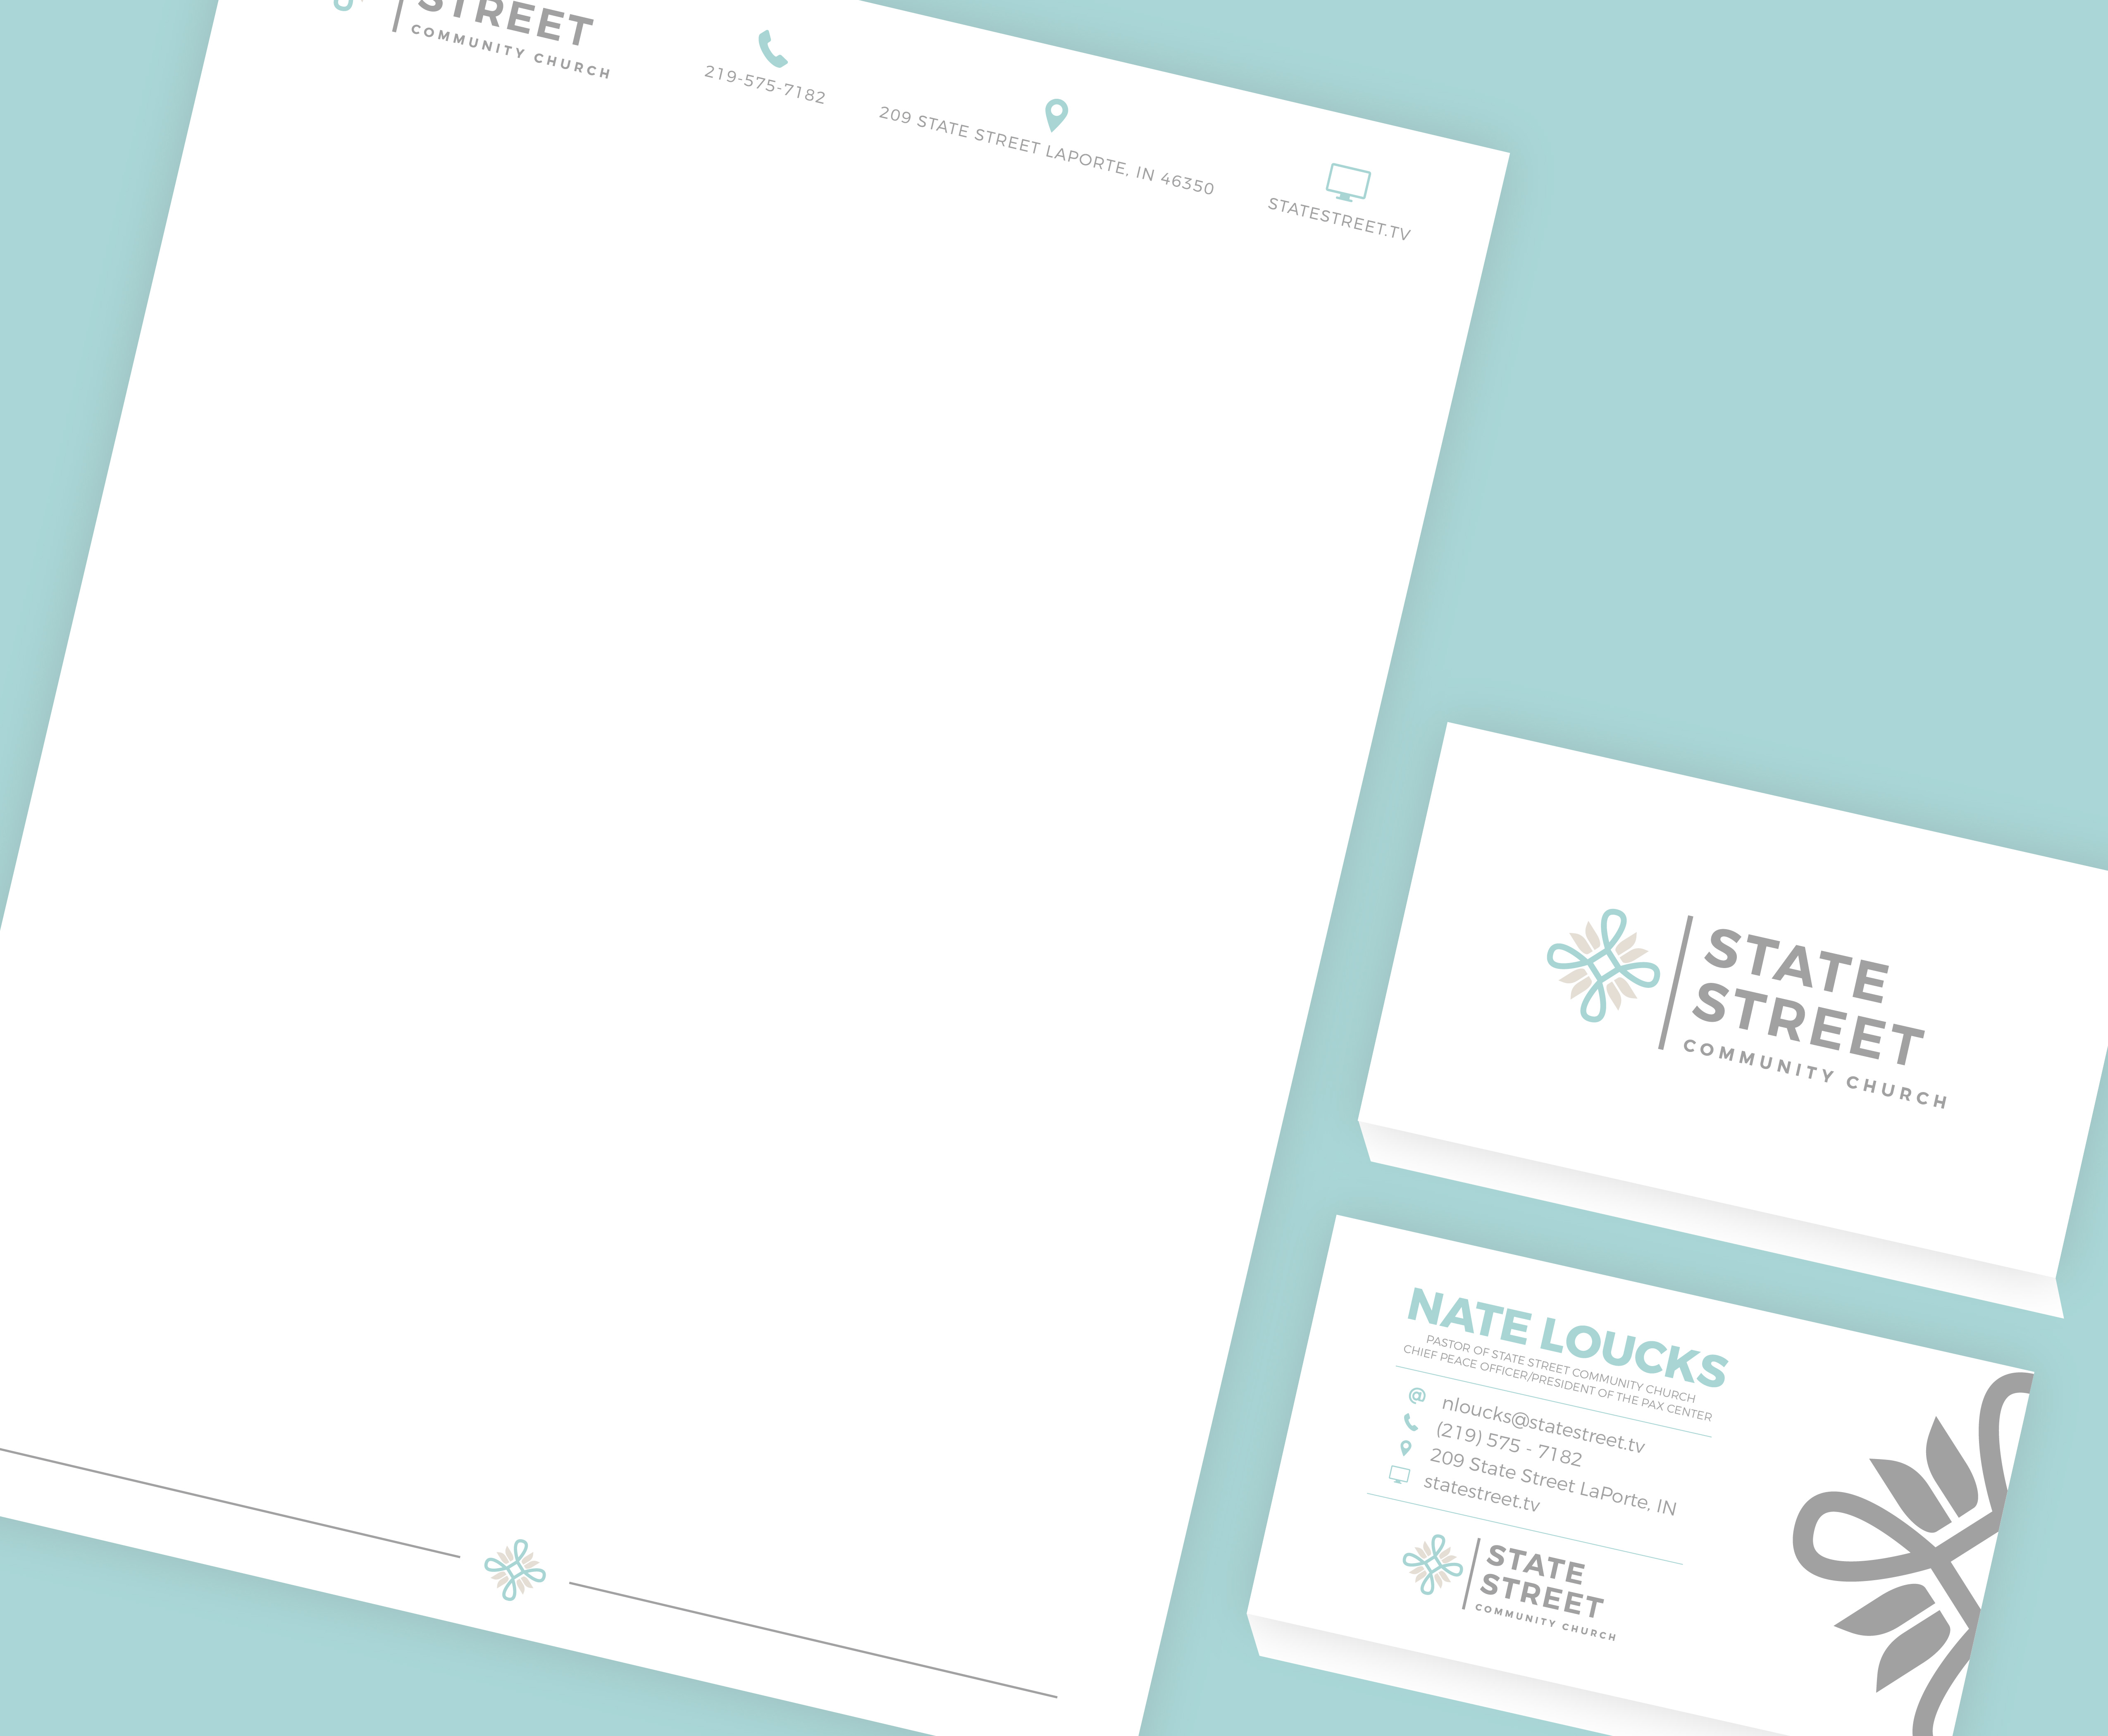 STREET
COMMUNITY CHURCH
219-575-7182
209 STATE STREET LAPORTE, IN 46350
STATESTREET.TV
STATE
STREET
COMMUNITY CHURCH
NATE LOUCKS
PASTOR OF STATE STREET COMMUNITY CHURCH
CHIEF PEACE OFFICER/PRESIDENT OF THE PAX CENTER
@ nloucks@statestreet.tv
(219) 575 - 7182
209 State Street LaPorte, IN
statestreet.tv
STATE
STREET
COMMUNITY CHURCH